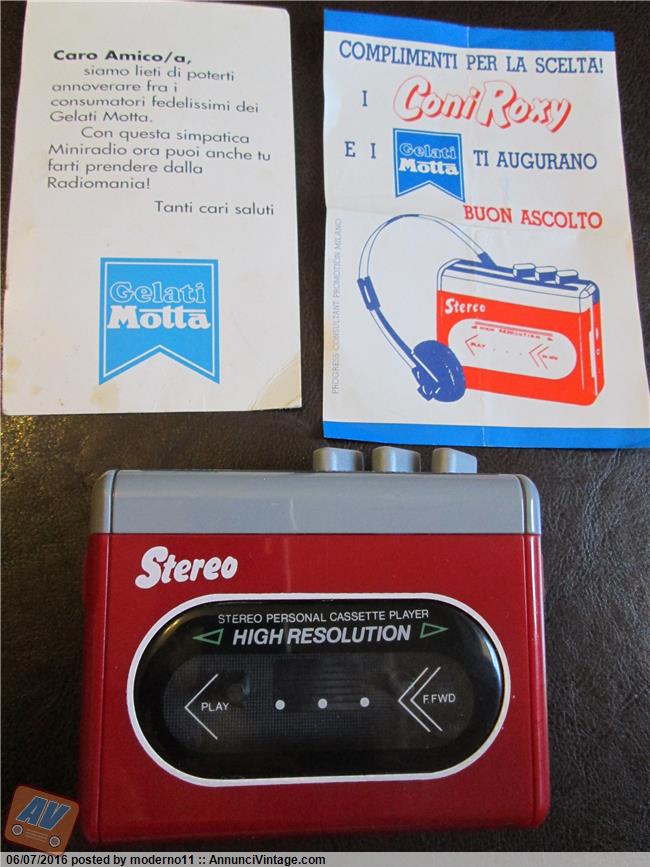 Caro Amico/a,
siamo lieti di poterti
annoverare fra i
consumatori fedelissimi dei
Gelati Motta.
Con questa simpatica
Miniradio ora puoi anche tu
farti prendere dalla
Radiomania!
Tanti cari saluti
Gelati
Motta
COMPLIMENTI PER LA SCELTA!
I ConiRoxy
E I Gelati Motta TI AUGURANO
BUON ASCOLTO
PROGRESS CONSULTANT PROMOTION MILANO
Stereo
HIGH RESOLUTION
PLAY
Stereo
STEREO PERSONAL CASSETTE PLAYER
HIGH RESOLUTION
PLAY
F.FWD
AV
06/07/2016 posted by moderno11 :: AnnunciVintage.com